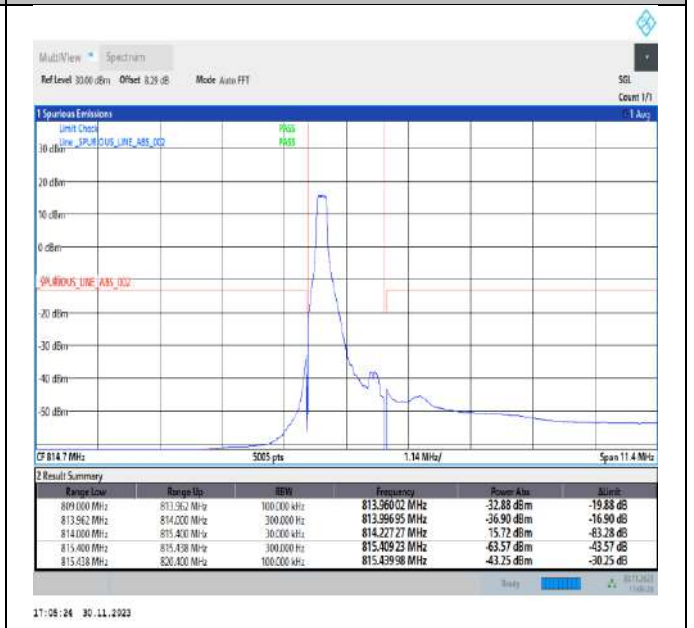 MultiView Spectrum
Ref Level 30.00 dBm Offset 8.29 dB Mode Auto FFT SGL
Count 1/1
1 Spurious Emissions 1 Avg
Limit Check PASS
30 dBm Line _SPURIOUS_LINE_ABS_002 PASS
20 dBm
10 dBm
0 dBm
_SPURIOUS_LINE_ABS_002
-20 dBm
-30 dBm
-40 dBm
-50 dBm
CF 814.7 MHz 5005 pts 1.14 MHz/ Span 11.4 MHz
2 Result Summary
Range Low Range Up RBW Frequency Power Abs ΔLimit
809.000 MHz 813.962 MHz 100.000 kHz 813.96002 MHz -32.88 dBm -19.88 dB
813.962 MHz 814.000 MHz 300.000 Hz 813.99695 MHz -36.90 dBm -16.90 dB
814.000 MHz 815.400 MHz 30.000 kHz 814.22727 MHz 15.72 dBm -83.28 dB
815.400 MHz 815.438 MHz 300.000 Hz 815.40923 MHz -63.57 dBm -43.57 dB
815.438 MHz 820.400 MHz 100.000 kHz 815.43998 MHz -43.25 dBm -30.25 dB
Ready 30.11.2023
17:05:24 30.11.2023